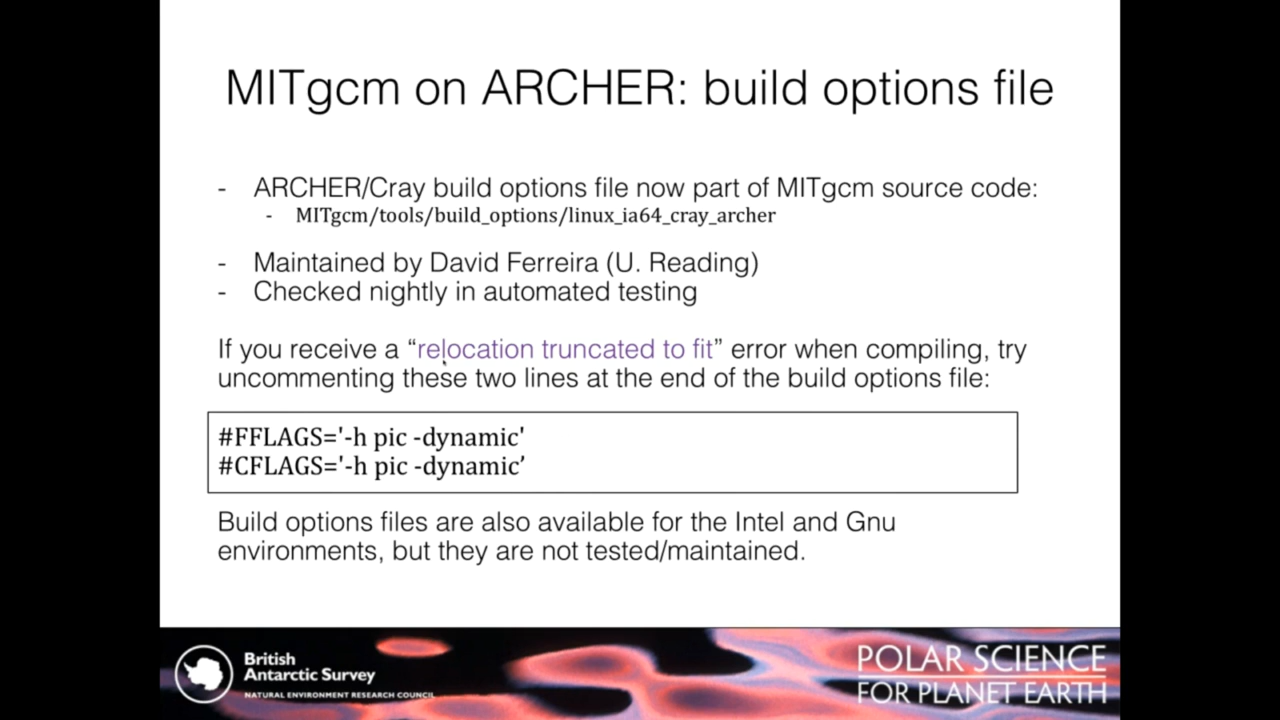 MITgcm on ARCHER: build options file
- ARCHER/Cray build options file now part of MITgcm source code:
- MITgcm/tools/build_options/linux_ia64_cray_archer
- Maintained by David Ferreira (U. Reading)
- Checked nightly in automated testing
If you receive a “relocation truncated to fit” error when compiling, try
uncommenting these two lines at the end of the build options file:
#FFLAGS='-h pic -dynamic'
#CFLAGS='-h pic -dynamic’
Build options files are also available for the Intel and Gnu
environments, but they are not tested/maintained.
British
Antarctic Survey
NATURAL ENVIRONMENT RESEARCH COUNCIL
POLAR SCIENCE
FOR PLANET EARTH